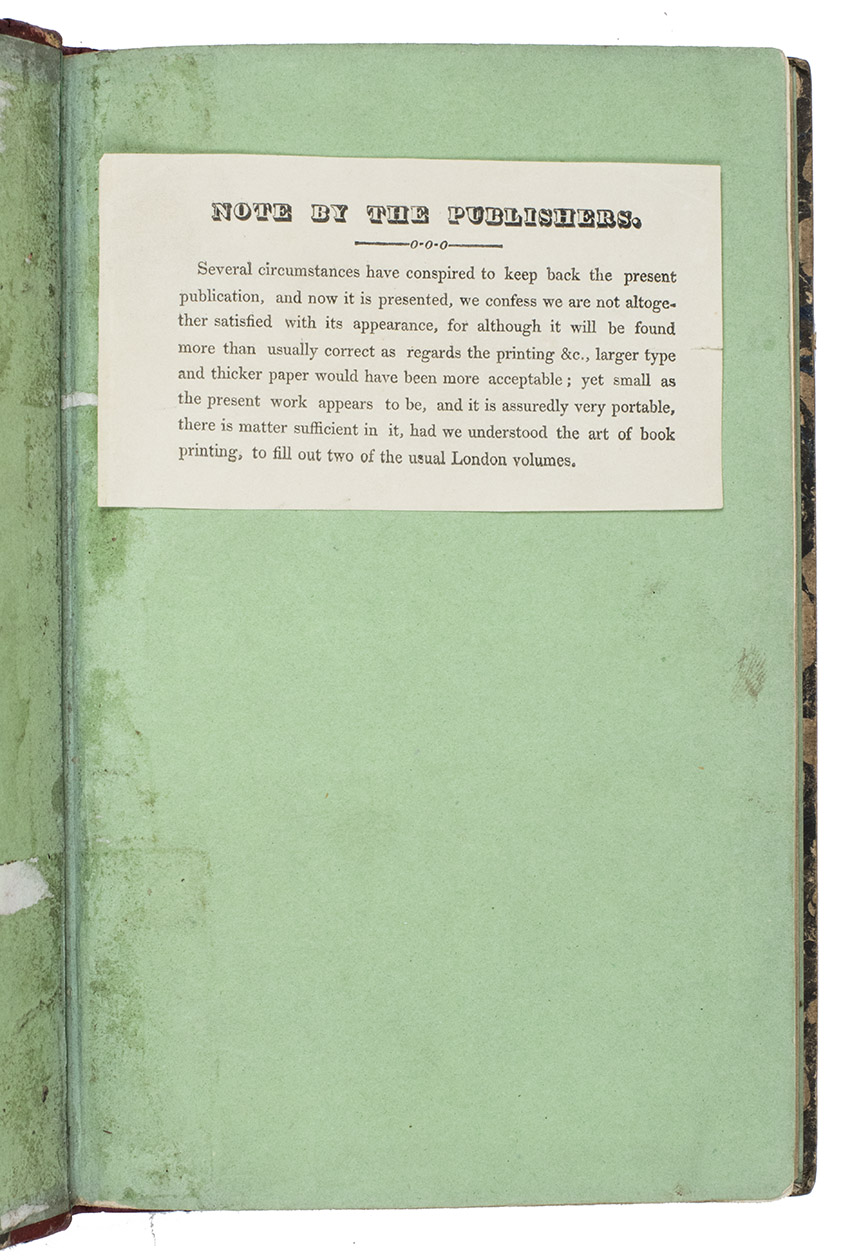 NOTE BY THE PUBLISHERS.
o-o-o
Several circumstances have conspired to keep back the present
publication, and now it is presented, we confess we are not altoge-
ther satisfied with its appearance, for although it will be found
more than usually correct as regards the printing &c., larger type
and thicker paper would have been more acceptable; yet small as
the present work appears to be, and it is assuredly very portable,
there is matter sufficient in it, had we understood the art of book
printing, to fill out two of the usual London volumes.